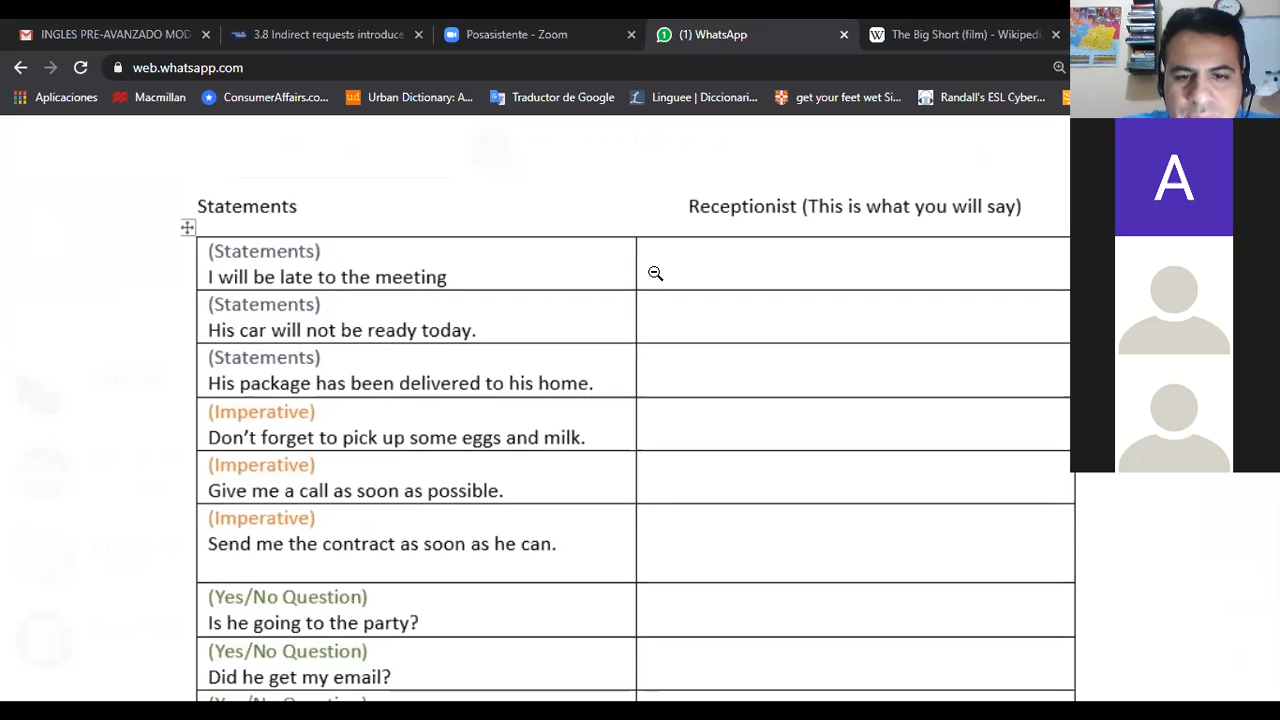 INGLES PRE-AVANZADO MOD
3.8 Indirect requests introduce
Posasistente - Zoom
(1) WhatsApp
The Big Short (film) - Wikipedi
web.whatsapp.com
Aplicaciones
Macmillan
ConsumerAffairs.co...
Urban Dictionary: A...
Traductor de Google
Linguee | Diccionari...
get your feet wet Si...
Randall's ESL Cyber...
A
Statements
Receptionist (This is what you will say)
(Statements)
I will be late to the meeting
(Statements)
His car will not be ready today.
(Statements)
His package has been delivered to his home.
(Imperative)
Don't forget to pick up some eggs and milk.
(Imperative)
Give me a call as soon as possible.
(Imperative)
Send me the contract as soon as he can.
(Yes/No Question)
Is he going to the party?
(Yes/No Question)
Did he get my email?